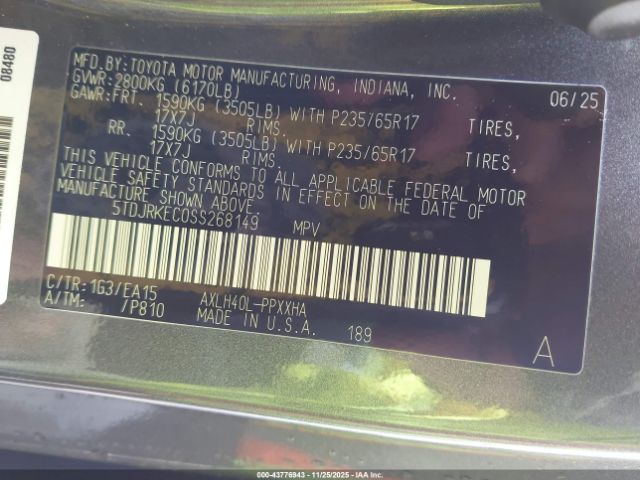 08480
MFD.BY:TOYOTA MOTOR MANUFACTURING, INDIANA, INC. 06/25
GVWR:2800KG (6170LB)
GAWR:FRT. 1590KG (3505LB) WITH P235/65R17 TIRES,
17X7J RIMS.
RR. 1590KG (3505LB) WITH P235/65R17 TIRES,
17X7J RIMS.
THIS VEHICLE CONFORMS TO ALL APPLICABLE FEDERAL MOTOR
VEHICLE SAFETY STANDARDS IN EFFECT ON THE DATE OF
MANUFACTURE SHOWN ABOVE.
5TDJRKEC0SS268149 MPV
C/TR:1G3/EA15 AXLH40L-PPXXHA
A/TM: /P810 MADE IN U.S.A. 189
A
000-43776943 11/25/2025 IAAI.com